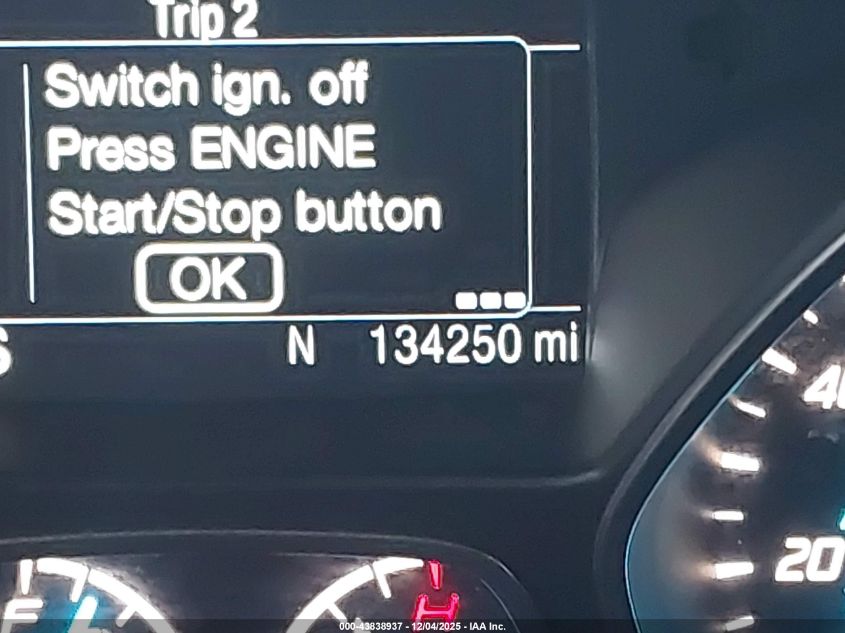 Trip 2
Switch ign. off
Press ENGINE
Start/Stop button
OK
N 134250 mi
20
H
000-43838937 - 12/04/2025 - IAA Inc.